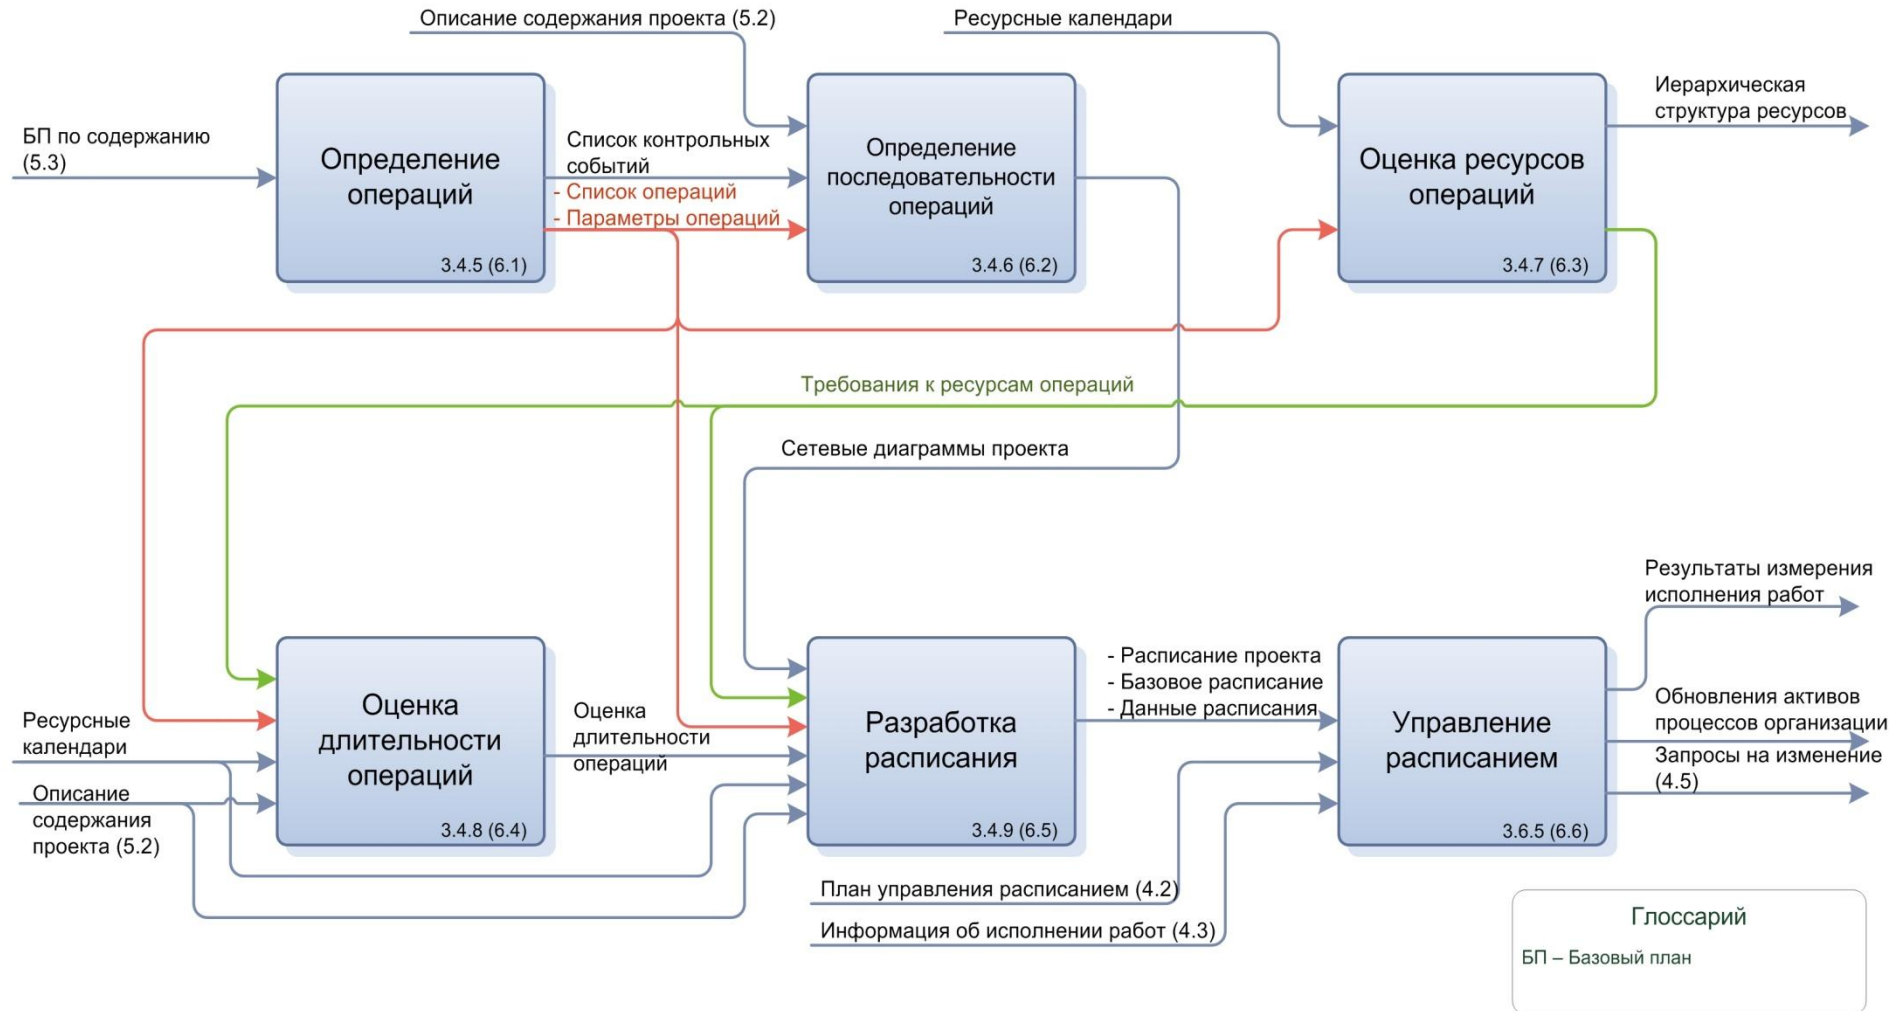 Описание содержания проекта (5.2)
Ресурсные календари
БП по содержанию
(5.3)
Определение
операций
3.4.5 (6.1)
Список контрольных
событий
- Список операций
- Параметры операций
Определение
последовательности
операций
3.4.6 (6.2)
Оценка ресурсов
операций
3.4.7 (6.3)
Иерархическая
структура ресурсов
Требования к ресурсам операций
Сетевые диаграммы проекта
Ресурсные
календари
Описание
содержания
проекта (5.2)
Оценка
длительности
операций
3.4.8 (6.4)
Оценка
длительности
операций
Разработка
расписания
3.4.9 (6.5)
- Расписание проекта
- Базовое расписание
- Данные расписания
Управление
расписанием
3.6.5 (6.6)
Результаты измерения
исполнения работ
Обновления активов
процессов организации
Запросы на изменение
(4.5)
План управления расписанием (4.2)
Информация об исполнении работ (4.3)
Глоссарий
БП – Базовый план